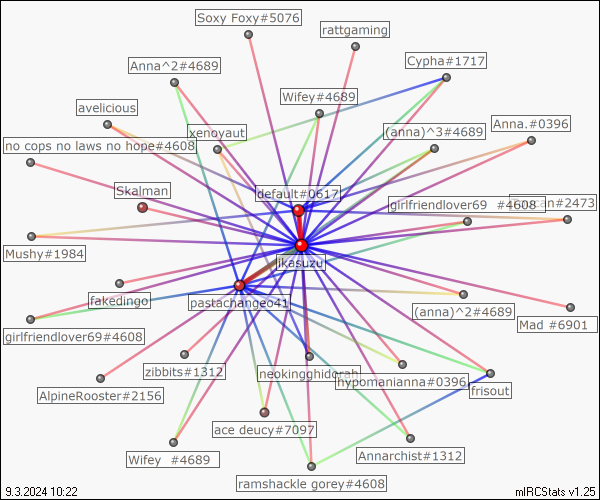 Soxy Foxy#5076
rattgaming
Cypha#1717
Anna^2#4689
Wifey#4689
avelicious
Anna.#0396
xenoyaut
(anna)^3#4689
no cops no laws no hope#4608
Skalman
default#0617
girlfriendlover69 #4608
#2473
Mushy#1984
ikasuzu
fakedingo
pastachangeo41
(anna)^2#4689
Mad #6901
girlfriendlover69#4608
zibbits#1312
neokingghidorah
hypomanianna#0396
frisout
AlpineRooster#2156
ace deucy#7097
Wifey #4689
Annarchist#1312
ramshackle gorey#4608
9.3.2024 10:22
mIRCStats v1.25